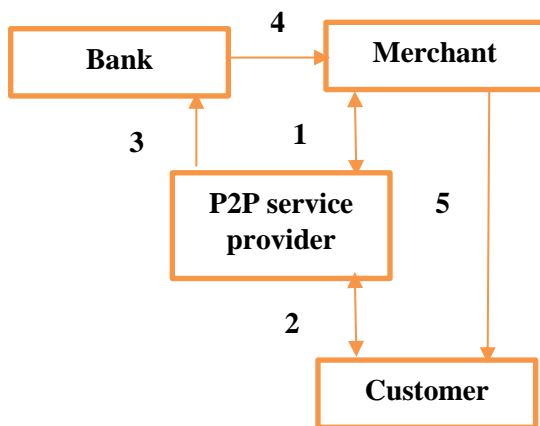 4
Bank
Merchant
3
1
P2P service
provider
5
2
Customer